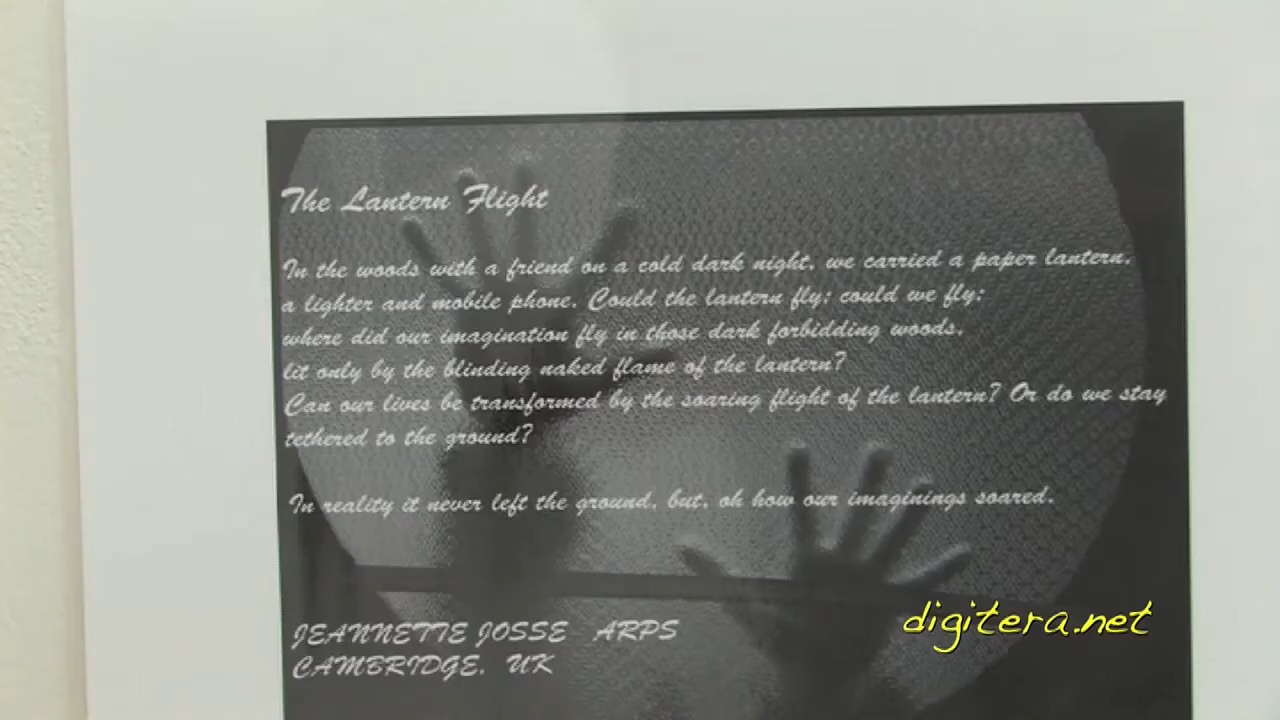 The Lantern Flight
In the woods with a friend on a cold dark night, we carried a paper lantern,
a lighter and mobile phone. Could the lantern fly; could we fly;
where did our imagination fly in those dark forbidding woods,
lit only by the blinding naked flame of the lantern?
Can our lives be transformed by the soaring flight of the lantern? Or do we stay
tethered to the ground?
In reality it never left the ground, but, oh how our imaginings soared.
JEANNETTE JOSSE ARPS
CAMBRIDGE, UK
digitera.net